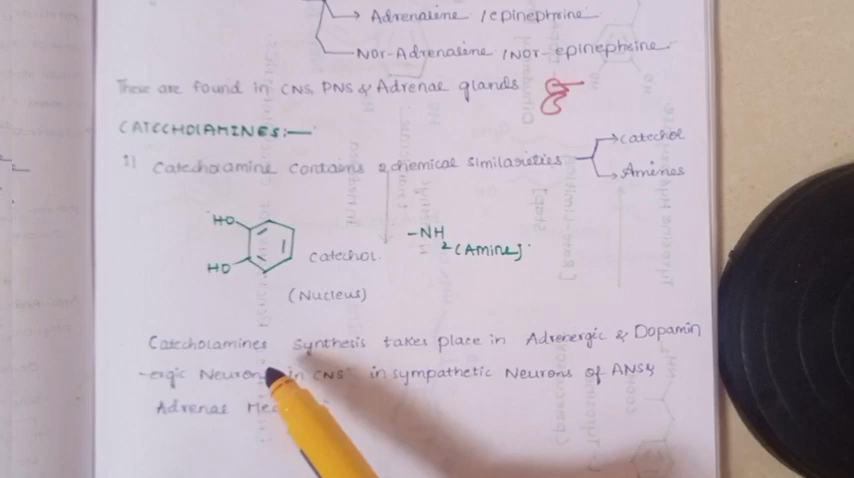 Adrenaline / epinephrine
Nor-Adrenaline / Nor-epinephrine
These are found in CNS, PNS & Adrenal glands
CATECHOLAMINES:—
1) Catecholamine contains 2 chemical similarities
catechol
Amines
HO
HO
catechol
(Nucleus)
-NH2 (Amine)
Catecholamines synthesis takes place in Adrenergic & Dopamin
-ergic Neurons in CNS in sympathetic Neurons of ANS &
Adrenal